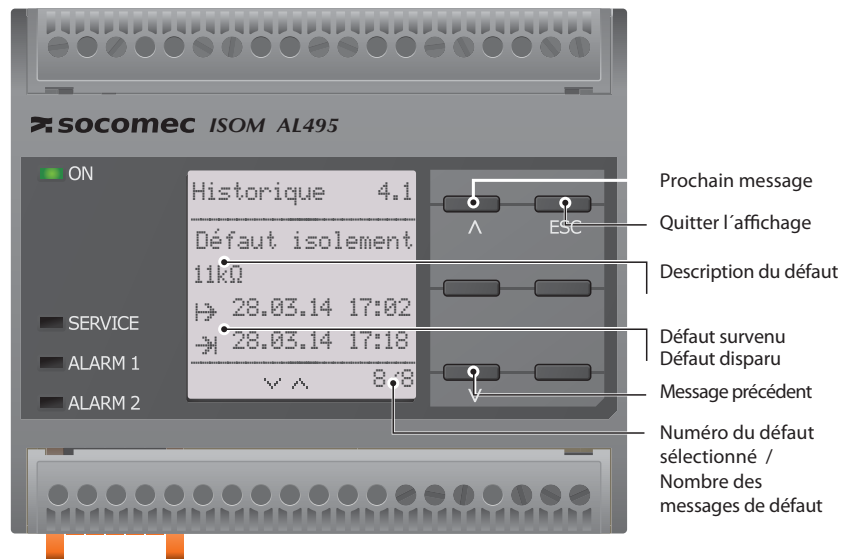 socomec ISOM AL495
ON
SERVICE
ALARM 1
ALARM 2
Historique 4.1
Défaut isolement
11kΩ
28.03.14 17:02
28.03.14 17:18
8/8
ESC
Prochain message
Quitter l´affichage
Description du défaut
Défaut survenu
Défaut disparu
Message précédent
Numéro du défaut
sélectionné /
Nombre des
messages de défaut